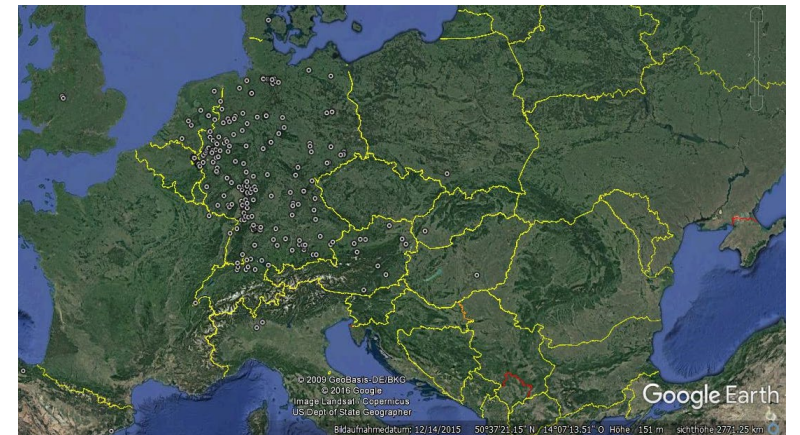 © 2009 GeoBasis-DE/BKG
© 2016 Google
Image Landsat / Copernicus
US Dept of State Geographer
Google Earth
Bildaufnahmedatum: 12/14/2015 50°37'21.15" N 14°07'13.51" O Höhe -151 m sichthöhe 2771.25 km